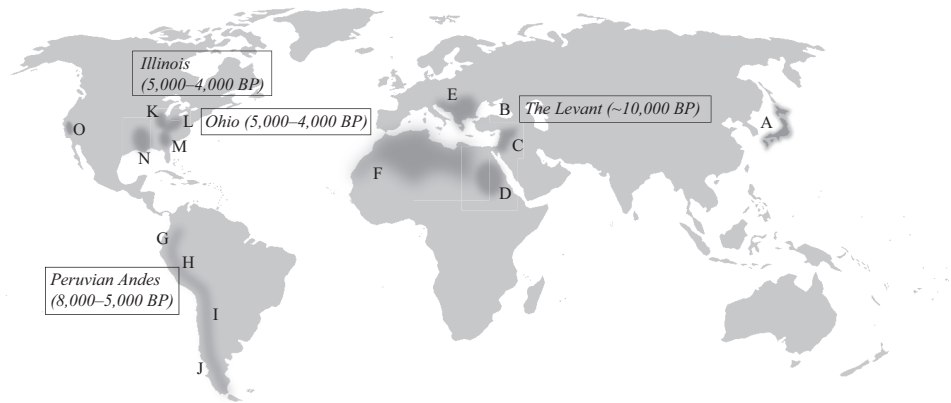 Illinois
(5,000–4,000 BP)
K
L
Ohio (5,000–4,000 BP)
O
M
N
E
B
The Levant (~10,000 BP)
A
C
F
D
G
H
Peruvian Andes
(8,000–5,000 BP)
I
J